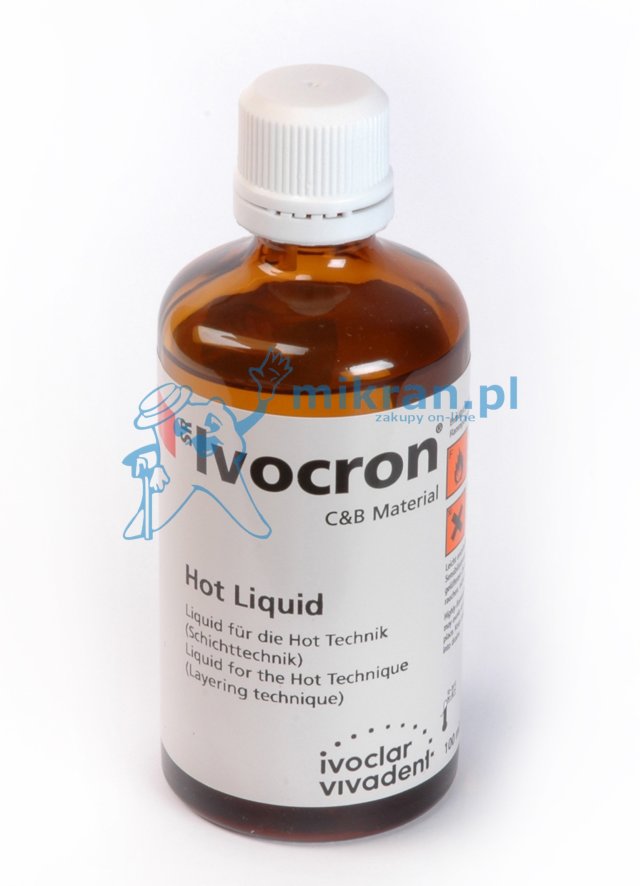 mikran.pl
zakupy on-line
SR Ivocron®
C&B Material
Hot Liquid
Liquid für die Hot Technik
(Schichttechnik)
Liquid for the Hot Technique
(Layering technique)
ivoclar
vivadent
100